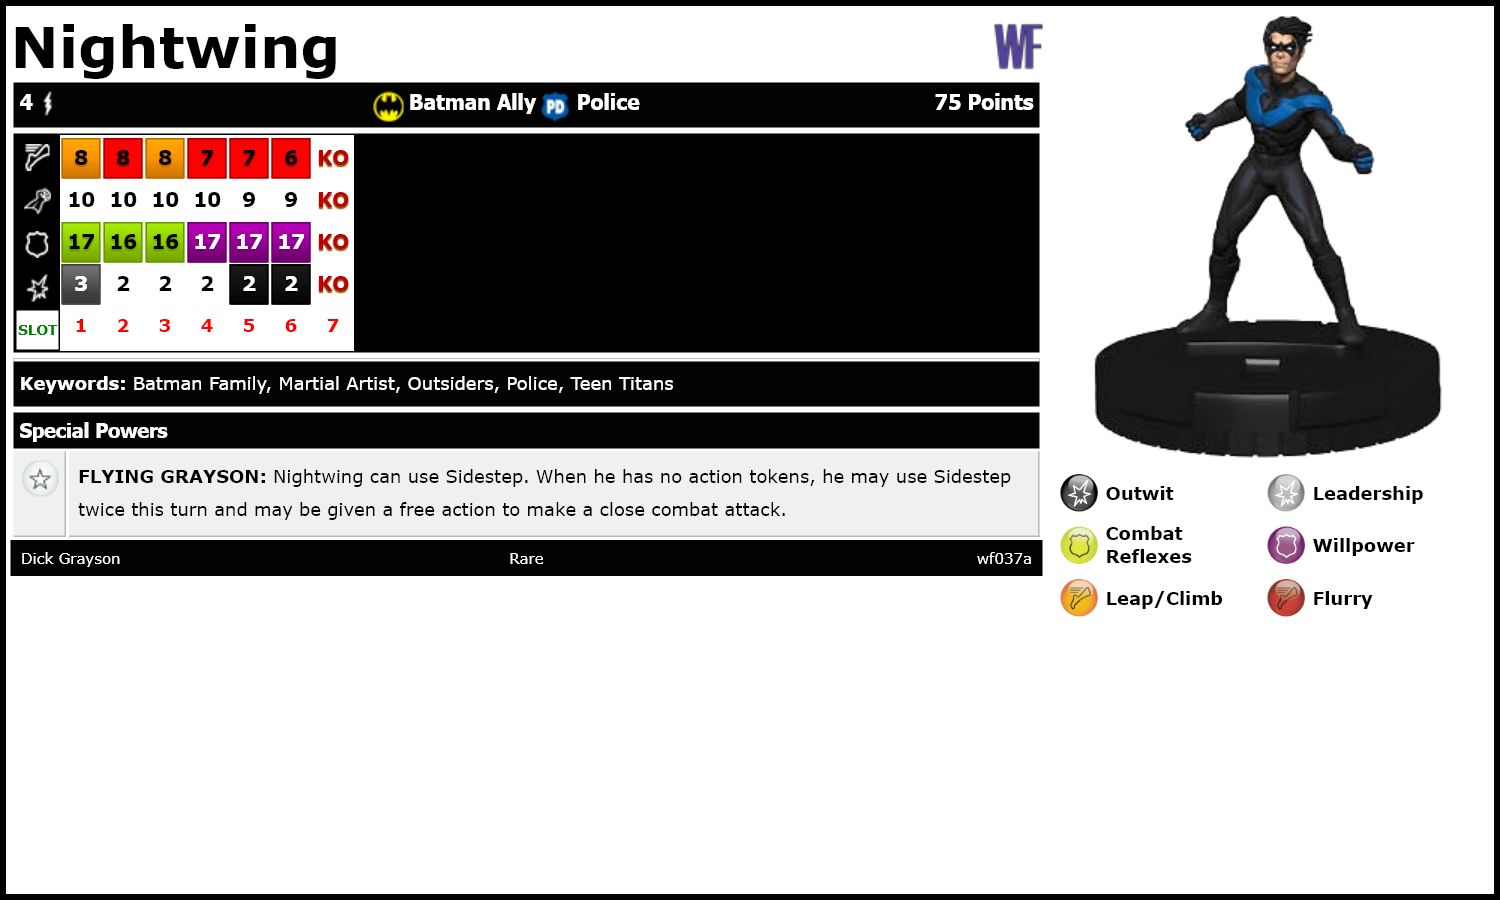 Nightwing
WF
4 Batman Ally PD Police 75 Points
8 8 8 7 7 6 KO
10 10 10 10 9 9 KO
17 16 16 17 17 17 KO
3 2 2 2 2 2 KO
SLOT 1 2 3 4 5 6 7
Keywords: Batman Family, Martial Artist, Outsiders, Police, Teen Titans
Special Powers
FLYING GRAYSON: Nightwing can use Sidestep. When he has no action tokens, he may use Sidestep
twice this turn and may be given a free action to make a close combat attack.
Dick Grayson Rare wf037a
Outwit Leadership
Combat
Reflexes
Willpower
Leap/Climb Flurry